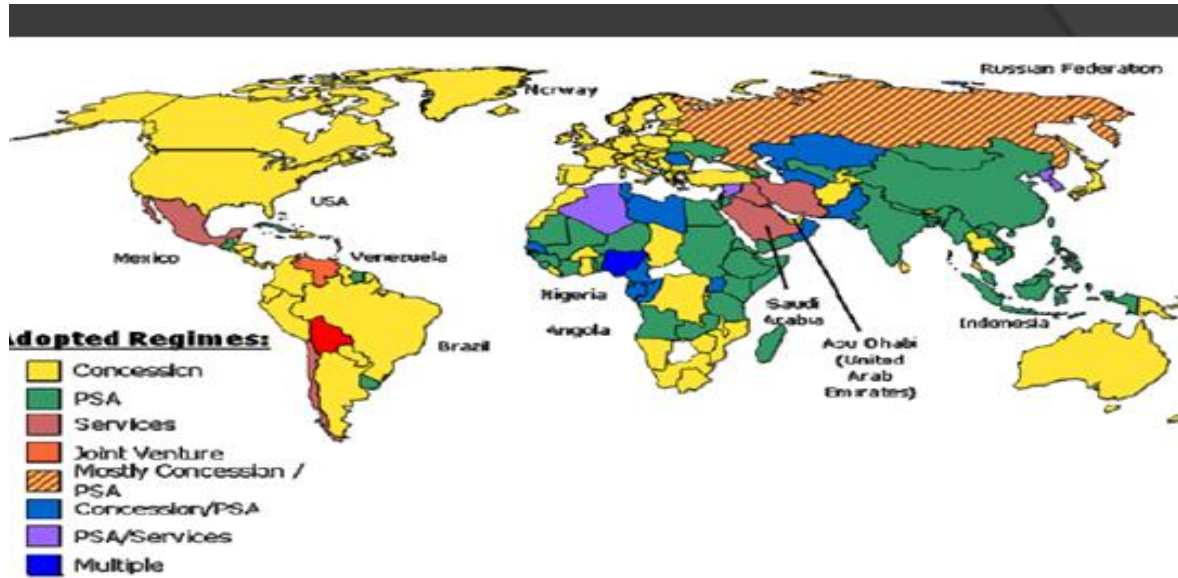 Russian Federation
Norway
USA
Mexico
Venezuela
Nigeria
Saudi
Arabia
Angola
Indonesia
Brazil
Abu Dhabi
(United
Arab
Emirates)
dopted Regimes:
Concession
PSA
Services
Joint Venture
Mostly Concession /
PSA
Concession/PSA
PSA/Services
Multiple